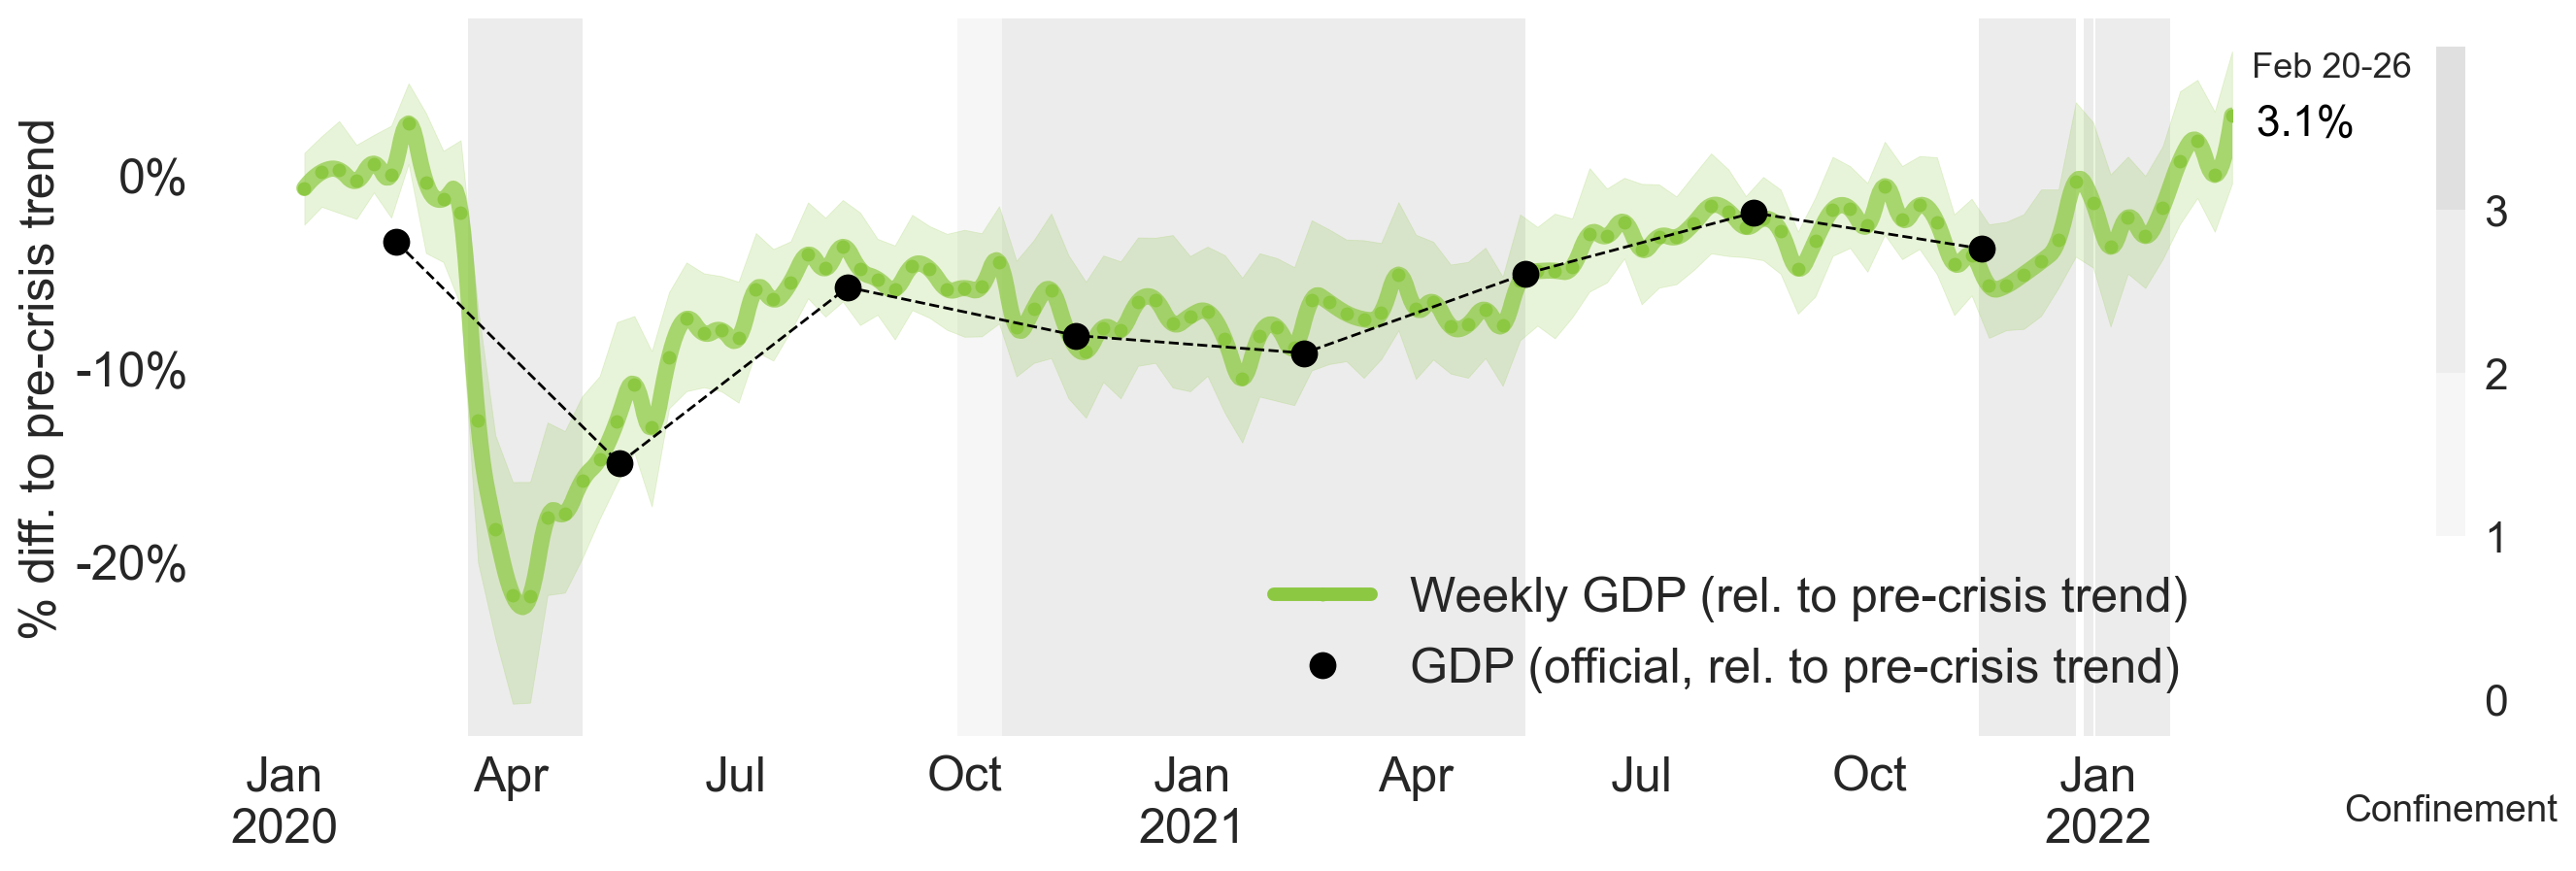 % diff. to pre-crisis trend
0%
-10%
-20%
Feb 20-26
3.1%
3
2
1
0
Confinement
Weekly GDP (rel. to pre-crisis trend)
GDP (official, rel. to pre-crisis trend)
Jan Apr Jul Oct Jan Apr Jul Oct Jan
2020 2021 2022